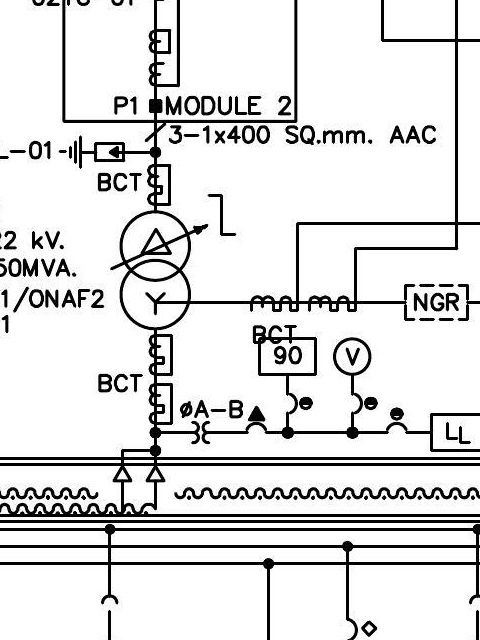 P1 MODULE 2
3-1x400 SQ.mm. AAC
L-01
BCT
22 kV.
50MVA.
1/ONAF2
1
NGR
BCT
90
V
BCT
ØA-B
LL